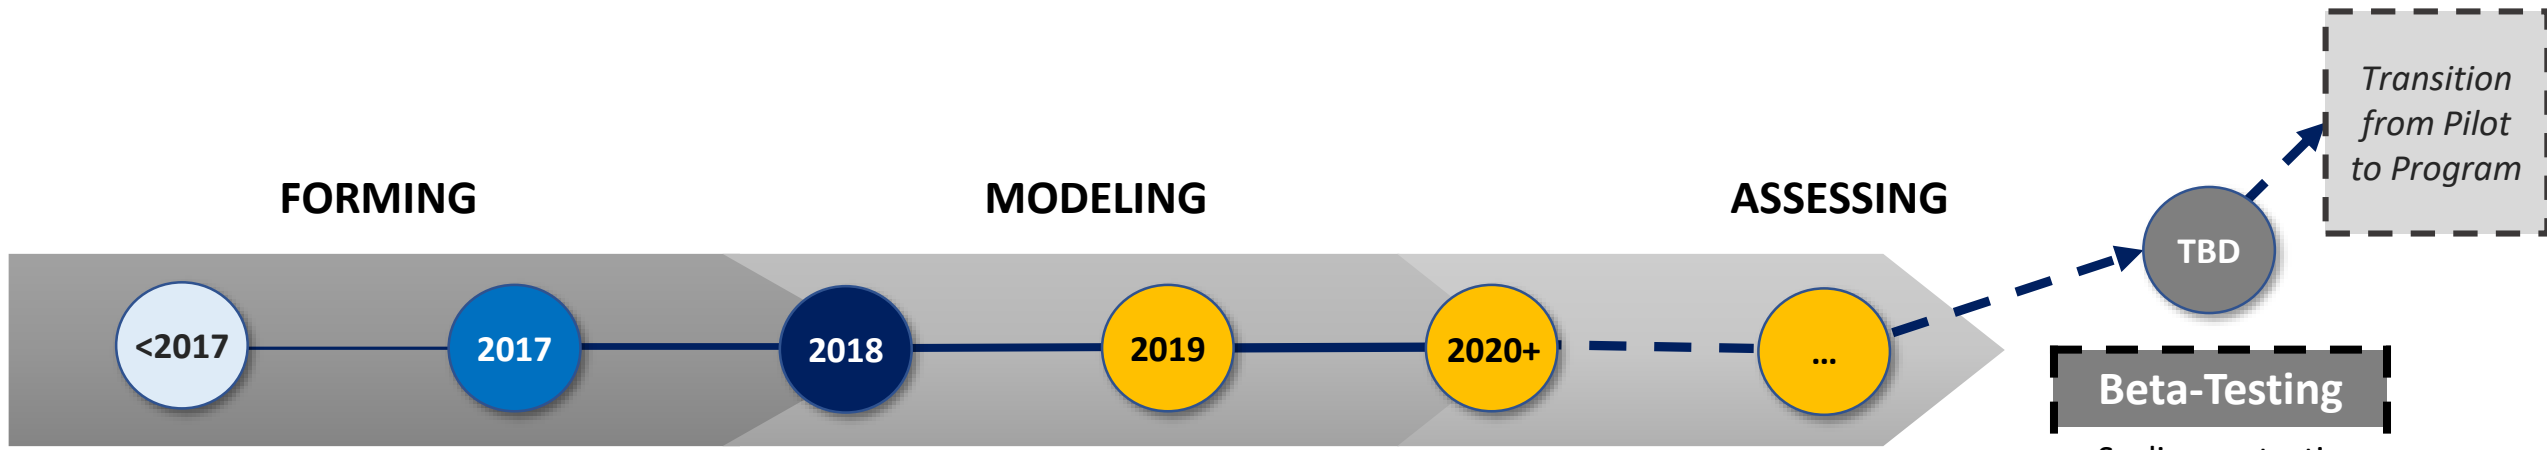 Transition
from Pilot
to Program
FORMING
MODELING
ASSESSING
TBD
<2017
2017
2018
2019
2020+
...
Beta-Testing